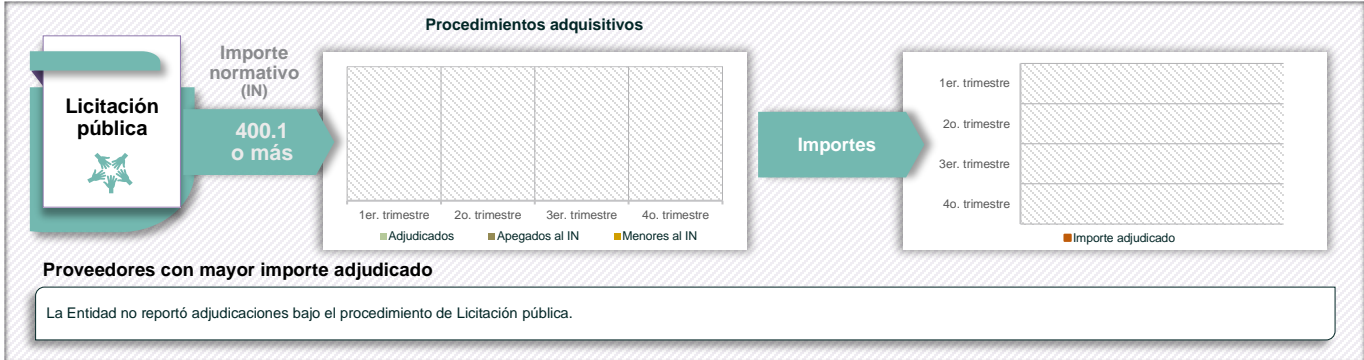 Procedimientos adquisitivos
Licitación
pública
Importe
normativo
(IN)
400.1
o más
1er. trimestre 2o. trimestre 3er. trimestre 4o. trimestre
Adjudicados Apegados al IN Menores al IN
Importes
1er. trimestre
2o. trimestre
3er. trimestre
4o. trimestre
Importe adjudicado
Proveedores con mayor importe adjudicado
La Entidad no reportó adjudicaciones bajo el procedimiento de Licitación pública.